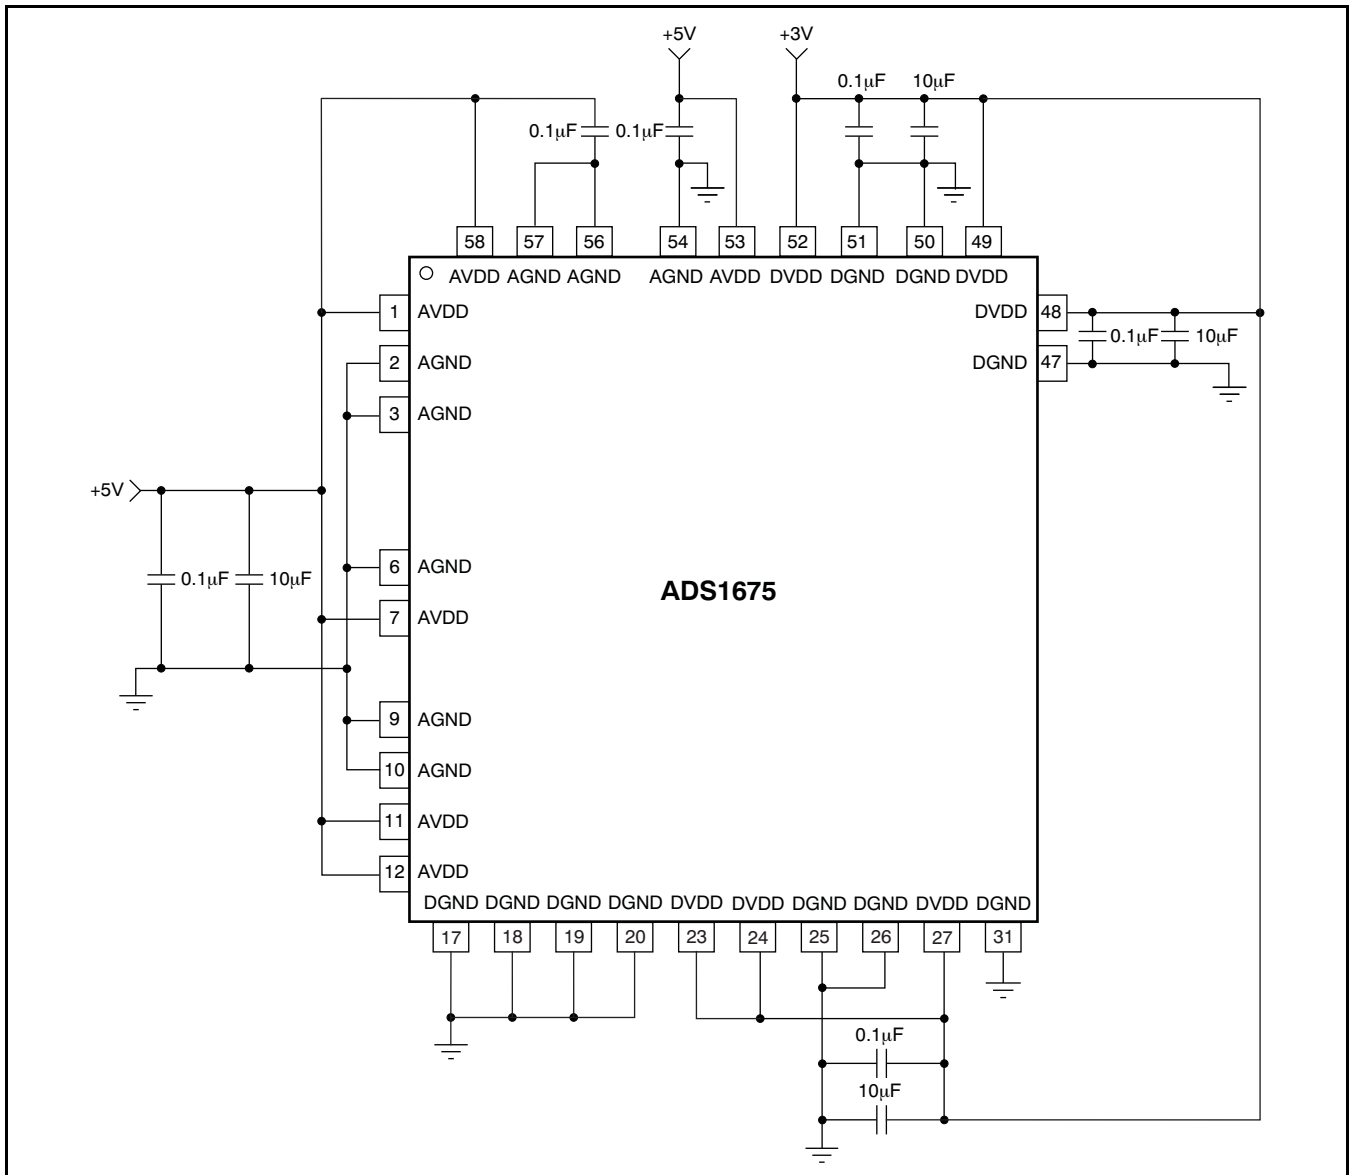 +5V +3V
0.1μF 10μF
0.1μF 0.1μF
58 57 56 54 53 52 51 50 49
AVDD AGND AGND AGND AVDD DVDD DGND DGND DVDD
1 AVDD DVDD 48
0.1μF 10μF
2 AGND DGND 47
3 AGND
+5V
6 AGND
0.1μF 10μF
ADS1675
7 AVDD
9 AGND
10 AGND
11 AVDD
12 AVDD
DGND DGND DGND DGND DVDD DVDD DGND DGND DVDD DGND
17 18 19 20 23 24 25 26 27 31
0.1μF
10μF